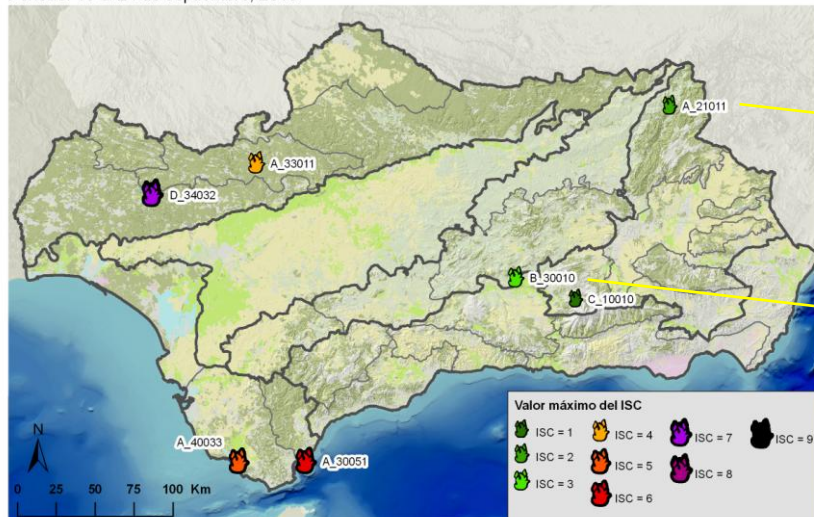 A_21011
A_33011
D_34032
B_30010
C_10010
A_40033
A_30051
N
0 25 50 75 100 Km
Valor máximo del ISC
ISC = 1
ISC = 2
ISC = 3
ISC = 4
ISC = 5
ISC = 6
ISC = 7
ISC = 8
ISC = 9